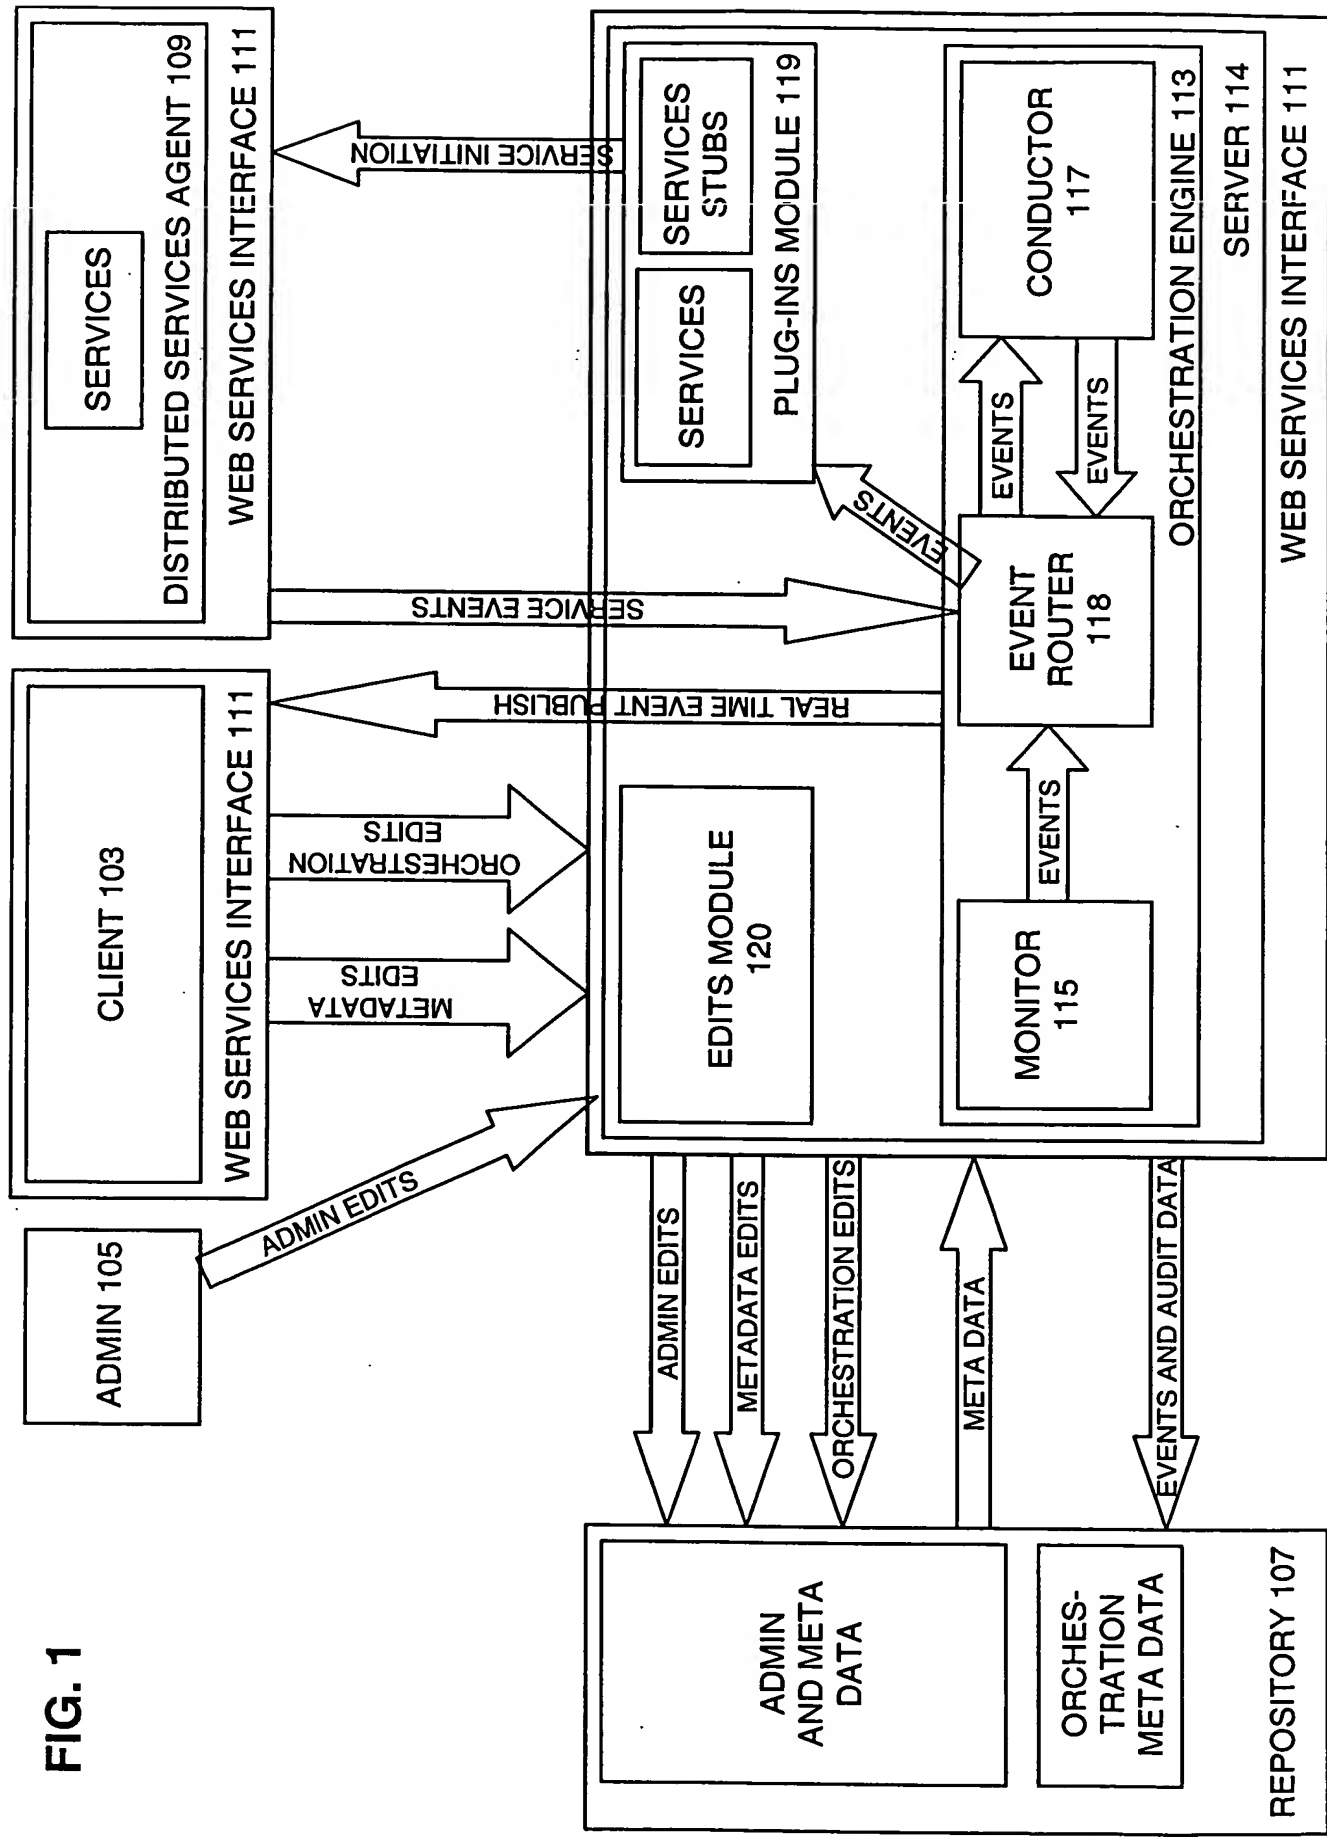 FIG. 1
ADMIN 105
CLIENT 103
WEB SERVICES INTERFACE 111
SERVICES
DISTRIBUTED SERVICES AGENT 109
WEB SERVICES INTERFACE 111
ADMIN EDITS
METADATA
EDITS
ORCHESTRATION
EDITS
REAL TIME EVENT PUBLISH
SERVICE EVENTS
SERVICE INITIATION
ADMIN
AND META
DATA
ORCHES-
TRATION
META DATA
REPOSITORY 107
ADMIN EDITS
METADATA EDITS
ORCHESTRATION EDITS
META DATA
EVENTS AND AUDIT DATA
EDITS MODULE
120
SERVICES
SERVICES
STUBS
PLUG-INS MODULE 119
EVENTS
MONITOR
115
EVENTS
EVENT
ROUTER
118
EVENTS
EVENTS
CONDUCTOR
117
ORCHESTRATION ENGINE 113
SERVER 114
WEB SERVICES INTERFACE 111